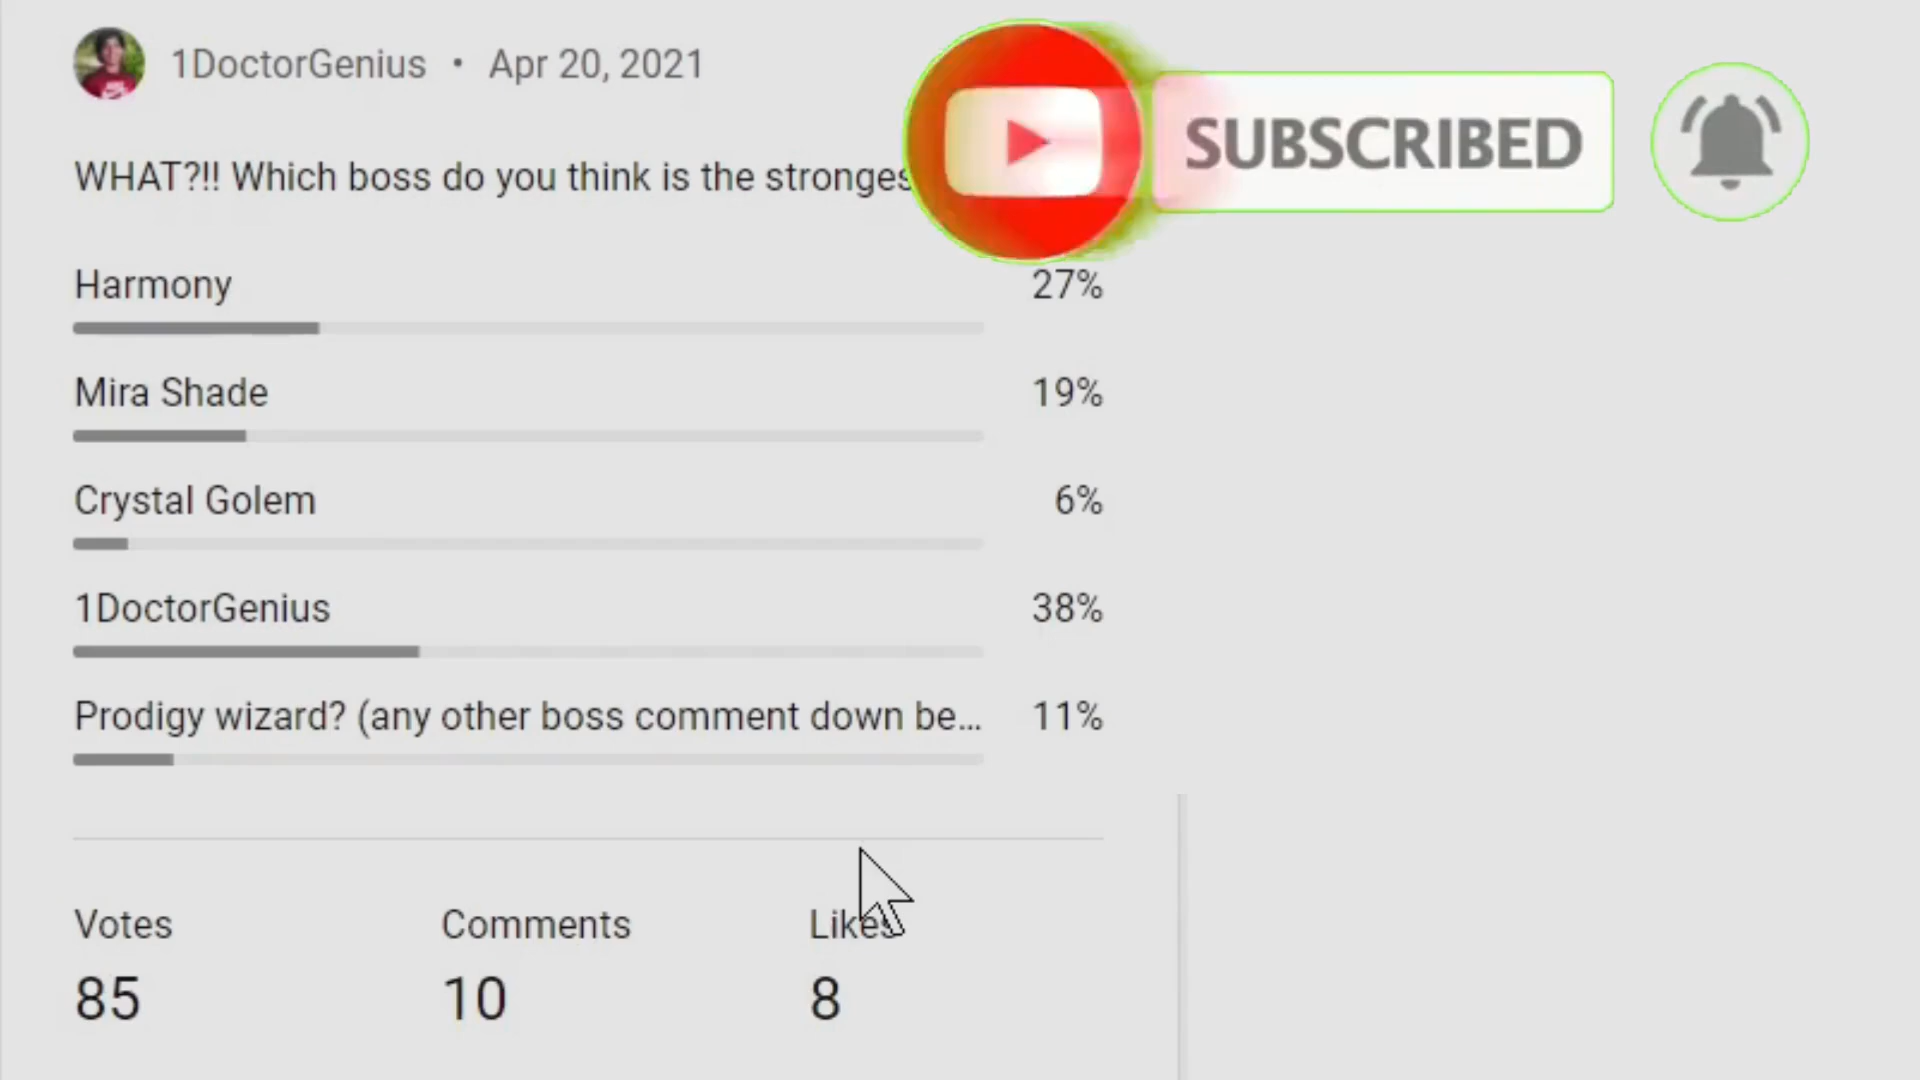 1DoctorGenius • Apr 20, 2021
SUBSCRIBED
WHAT?!! Which boss do you think is the
Harmony 27%
Mira Shade 19%
Crystal Golem 6%
1DoctorGenius 38%
Prodigy wizard? (any other boss comment down be... 11%
Votes Comments Likes
85 10 8